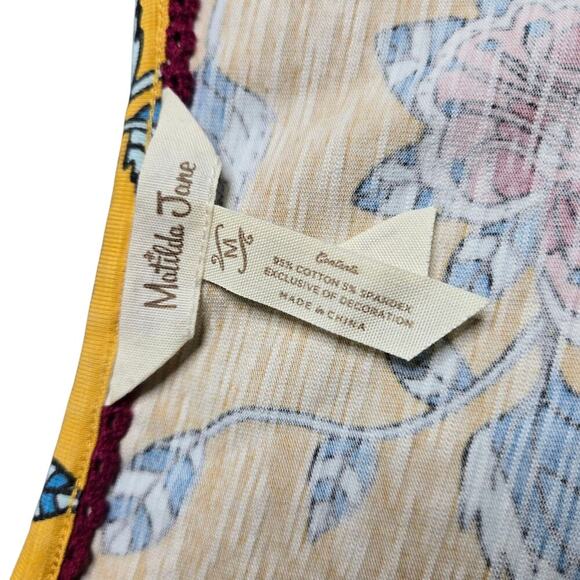 Matilda Jane
M
Contents
95% COTTON 5% SPANDEX
EXCLUSIVE OF DECORATION
MADE IN CHINA